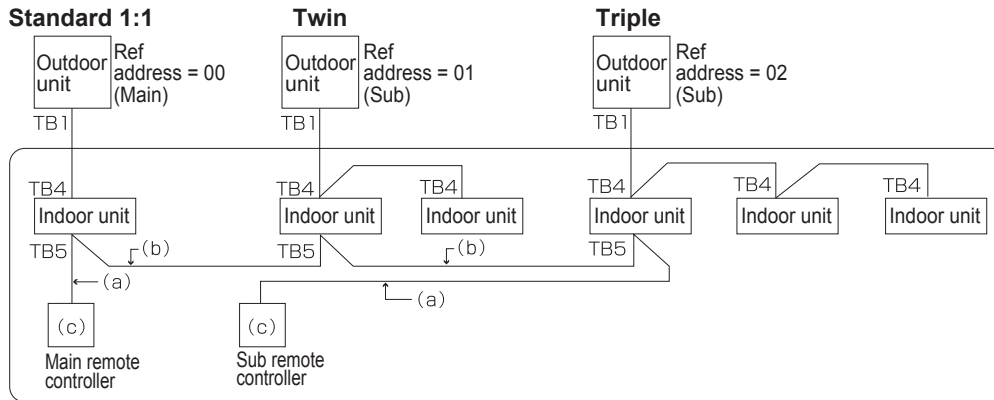 Standard 1:1
Twin
Triple
Outdoor
unit
Ref
address = 00
(Main)
Outdoor
unit
Ref
address = 01
(Sub)
Outdoor
unit
Ref
address = 02
(Sub)
TB1
TB1
TB1
TB4
TB4
TB4
TB4
TB4
TB4
Indoor unit
Indoor unit
Indoor unit
Indoor unit
Indoor unit
Indoor unit
TB5
(b)
TB5
(b)
TB5
(a)
(a)
(c)
(c)
Main remote
controller
Sub remote
controller